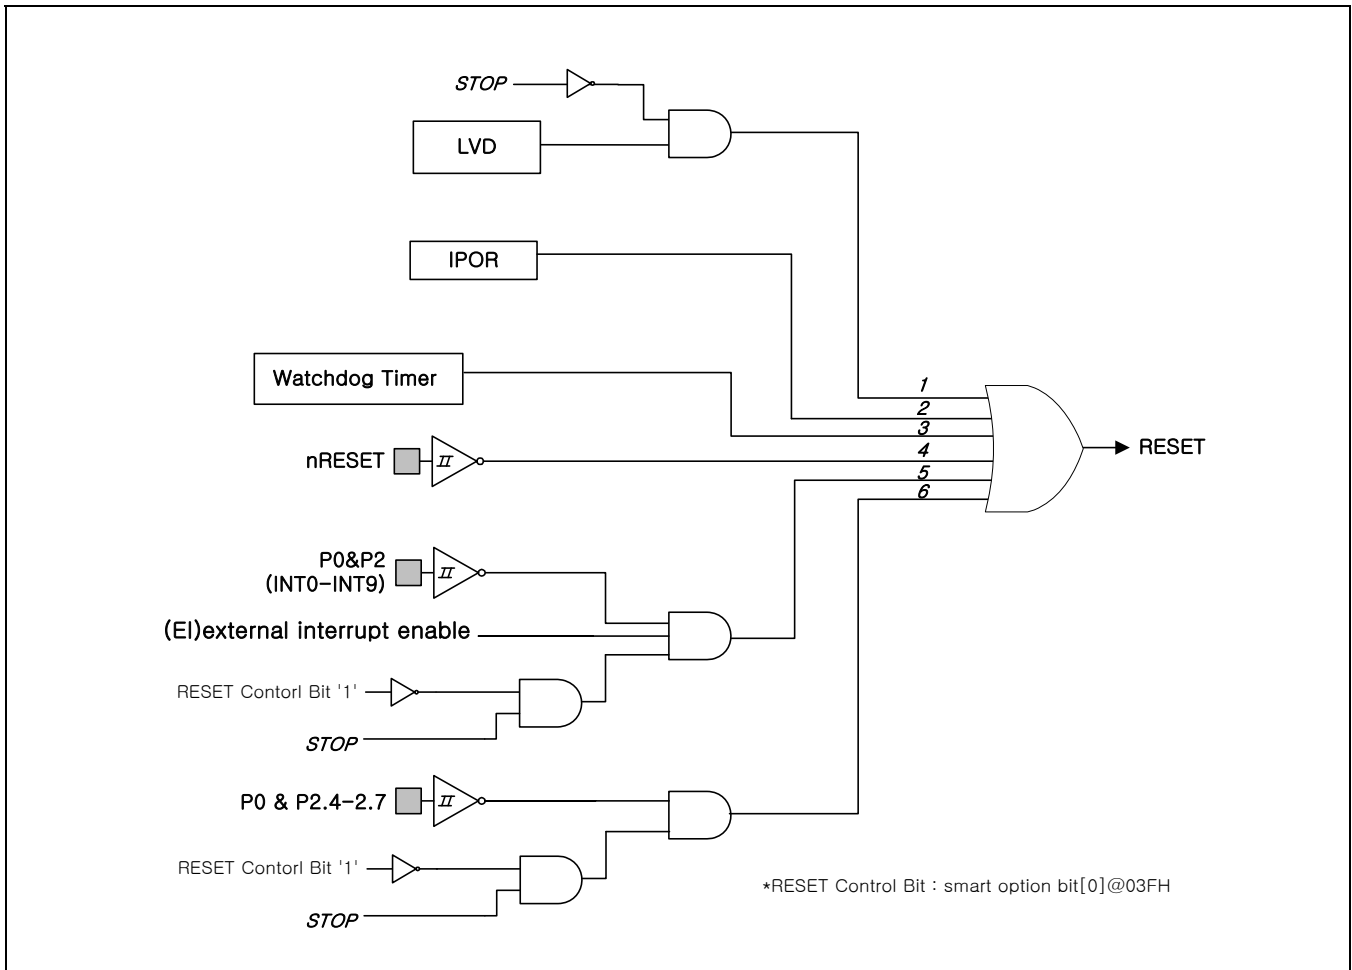 STOP
LVD
IPOR
Watchdog Timer
1
2
3
nRESET
4
5
6
RESET
P0&P2
(INT0-INT9)
(EI)external interrupt enable
RESET Contorl Bit '1'
STOP
P0 & P2.4-2.7
RESET Contorl Bit '1'
STOP
*RESET Control Bit : smart option bit[0]@03FH